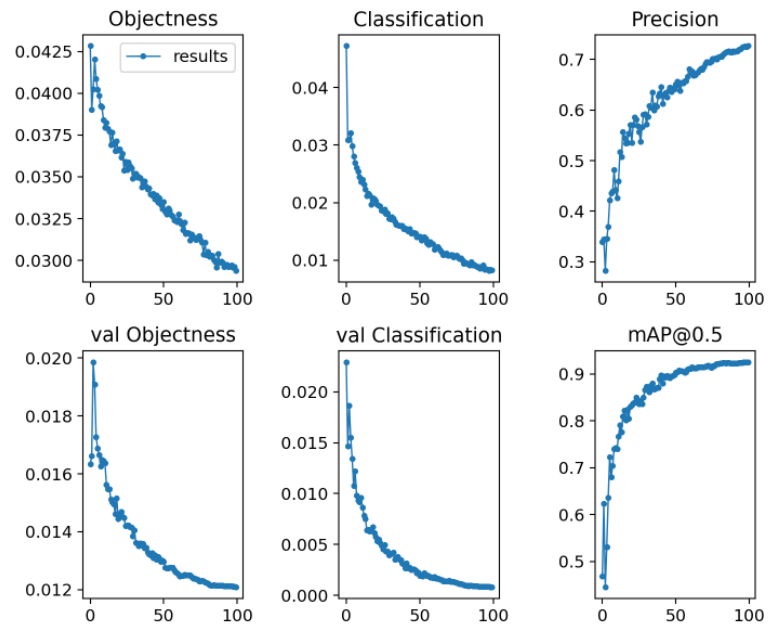 Objectness
0.0425
0.0400
0.0375
0.0350
0.0325
0.0300
results
0 50 100
Classification
0.04
0.03
0.02
0.01
0 50 100
Precision
0.7
0.6
0.5
0.4
0.3
0 50 100
val Objectness
0.020
0.018
0.016
0.014
0.012
0 50 100
val Classification
0.020
0.015
0.010
0.005
0.000
0 50 100
mAP@0.5
0.9
0.8
0.7
0.6
0.5
0 50 100